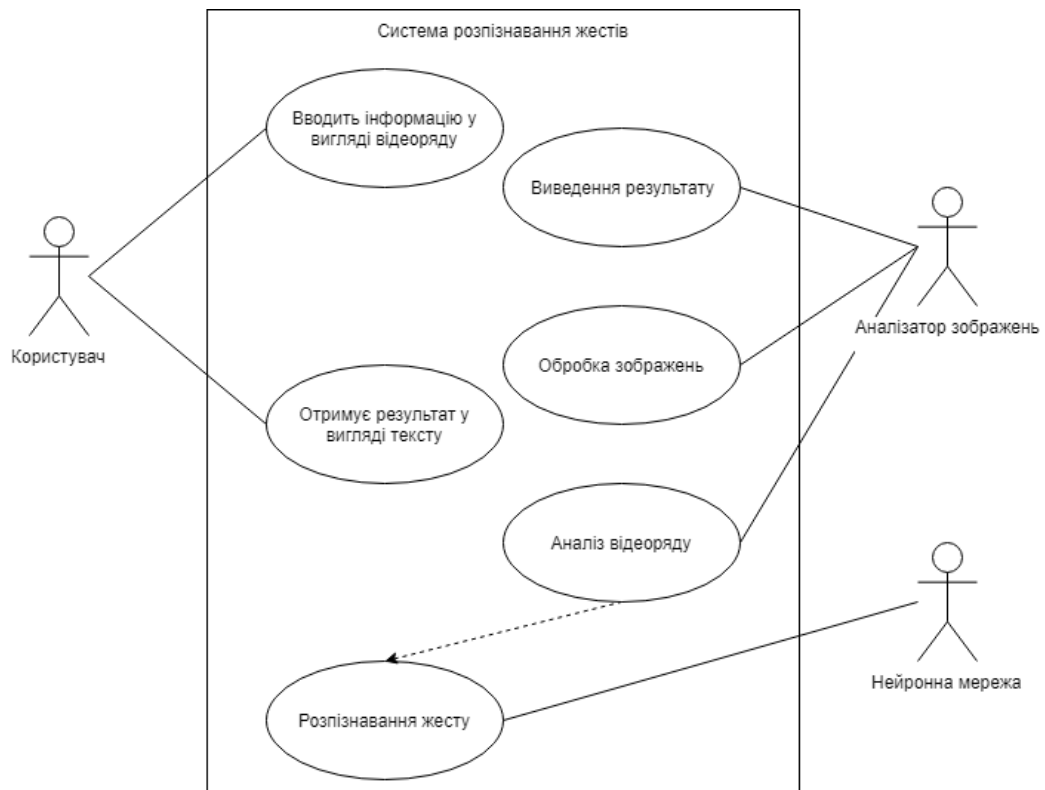 Система розпізнавання жестів
Вводить інформацію у
вигляді відеоряду
Виведення результату
Користувач
Аналізатор зображень
Обробка зображень
Отримує результат у
вигляді тексту
Аналіз відеоряду
Нейронна мережа
Розпізнавання жесту